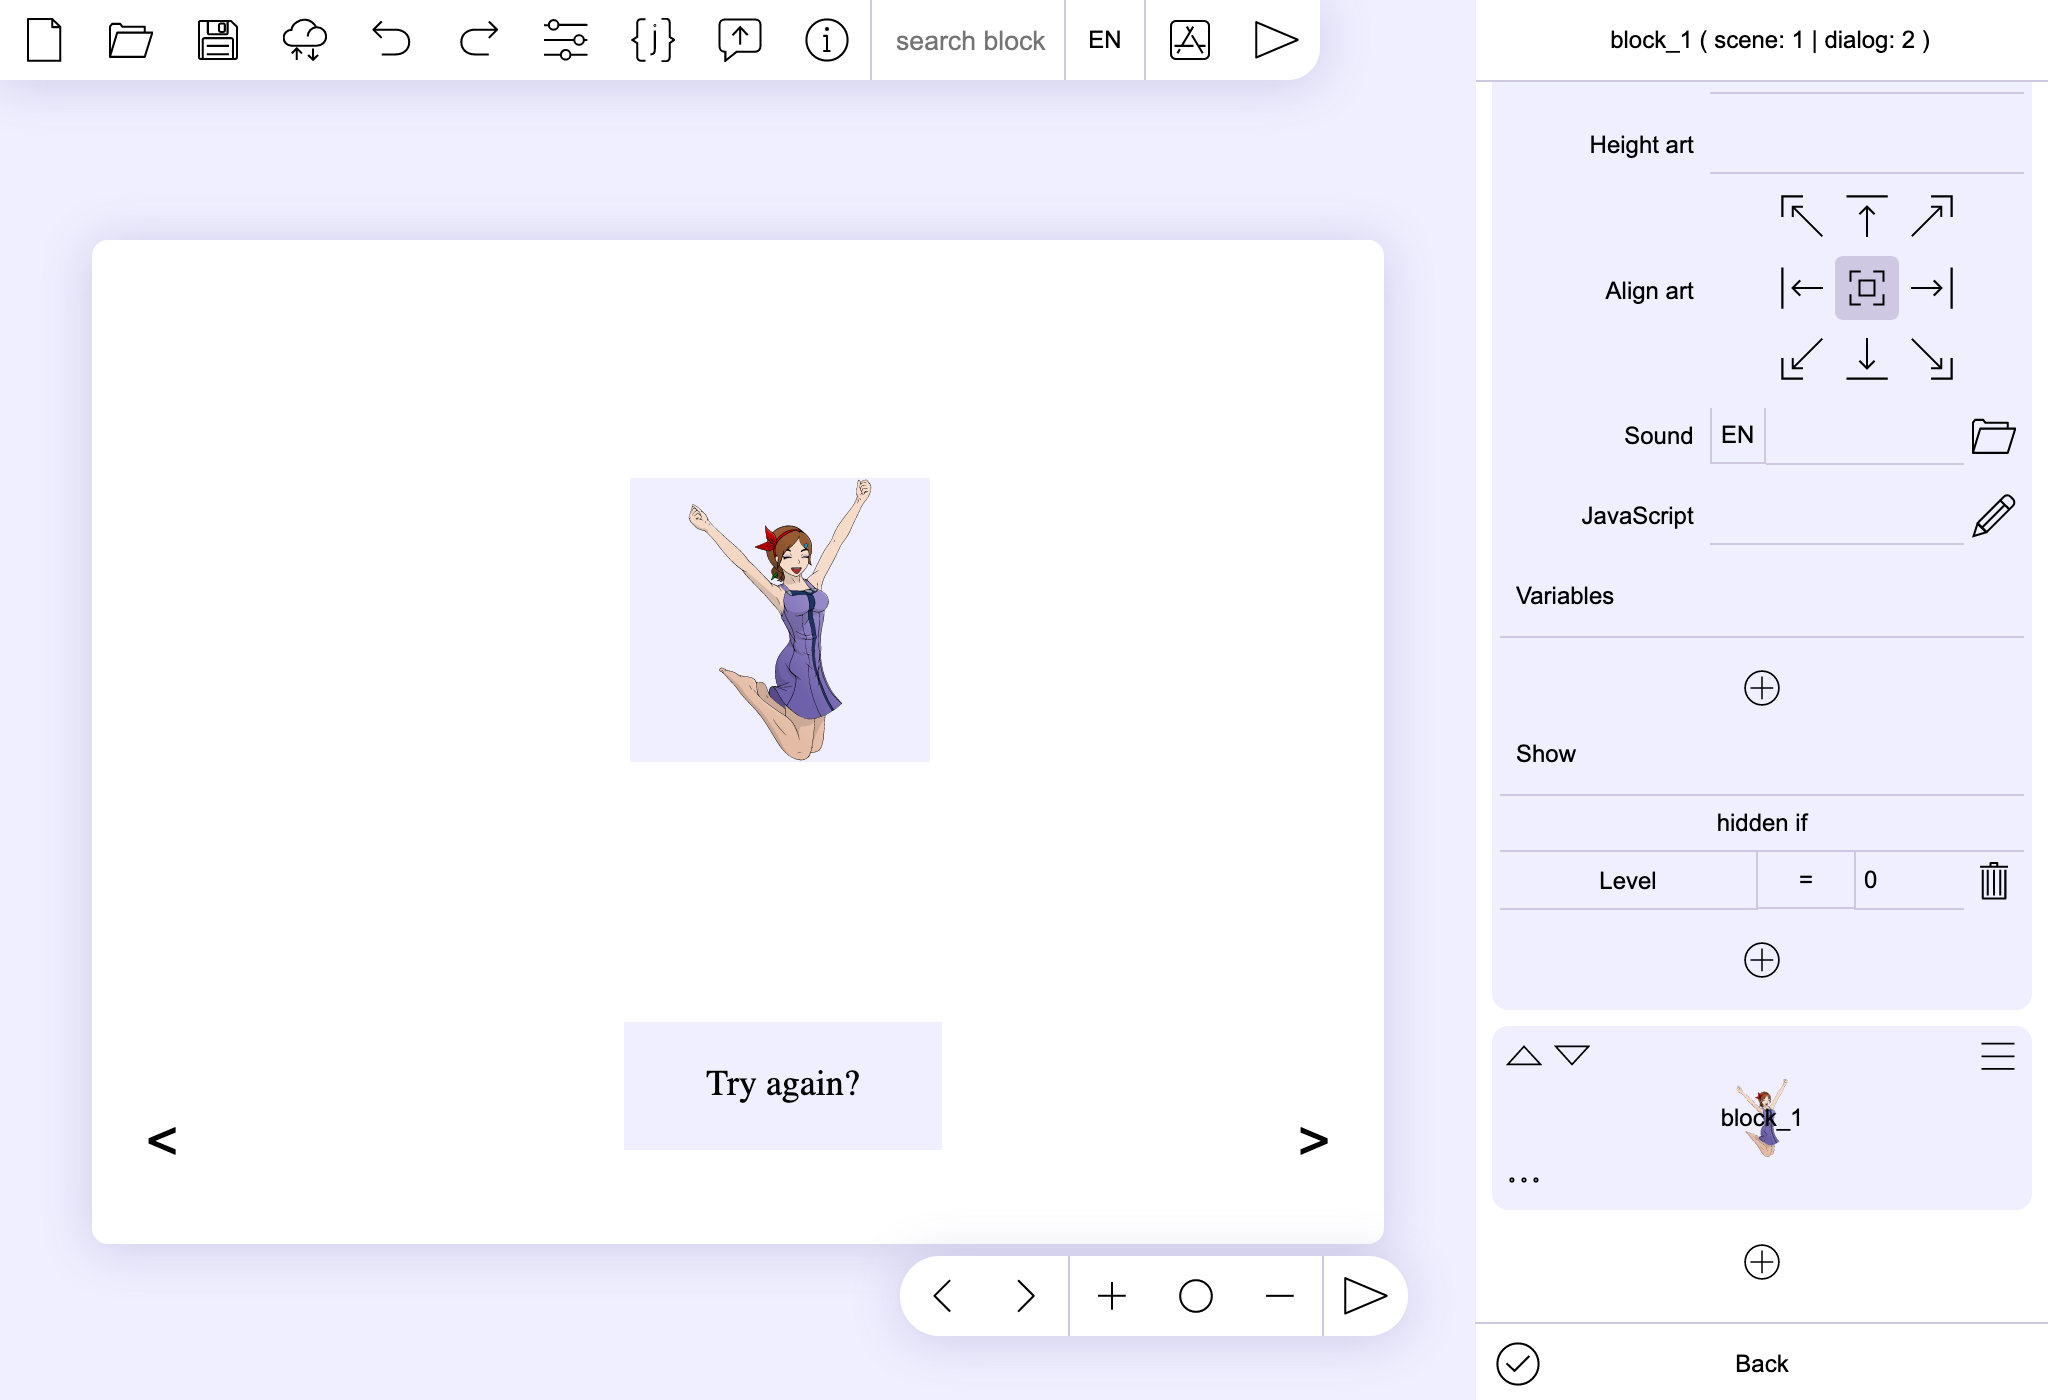 search block
EN
block_1 ( scene: 1 | dialog: 2 )
Height art
Align art
Sound
EN
JavaScript
Variables
Show
hidden if
Level
=
0
block_1
Try again?
<
>
Back